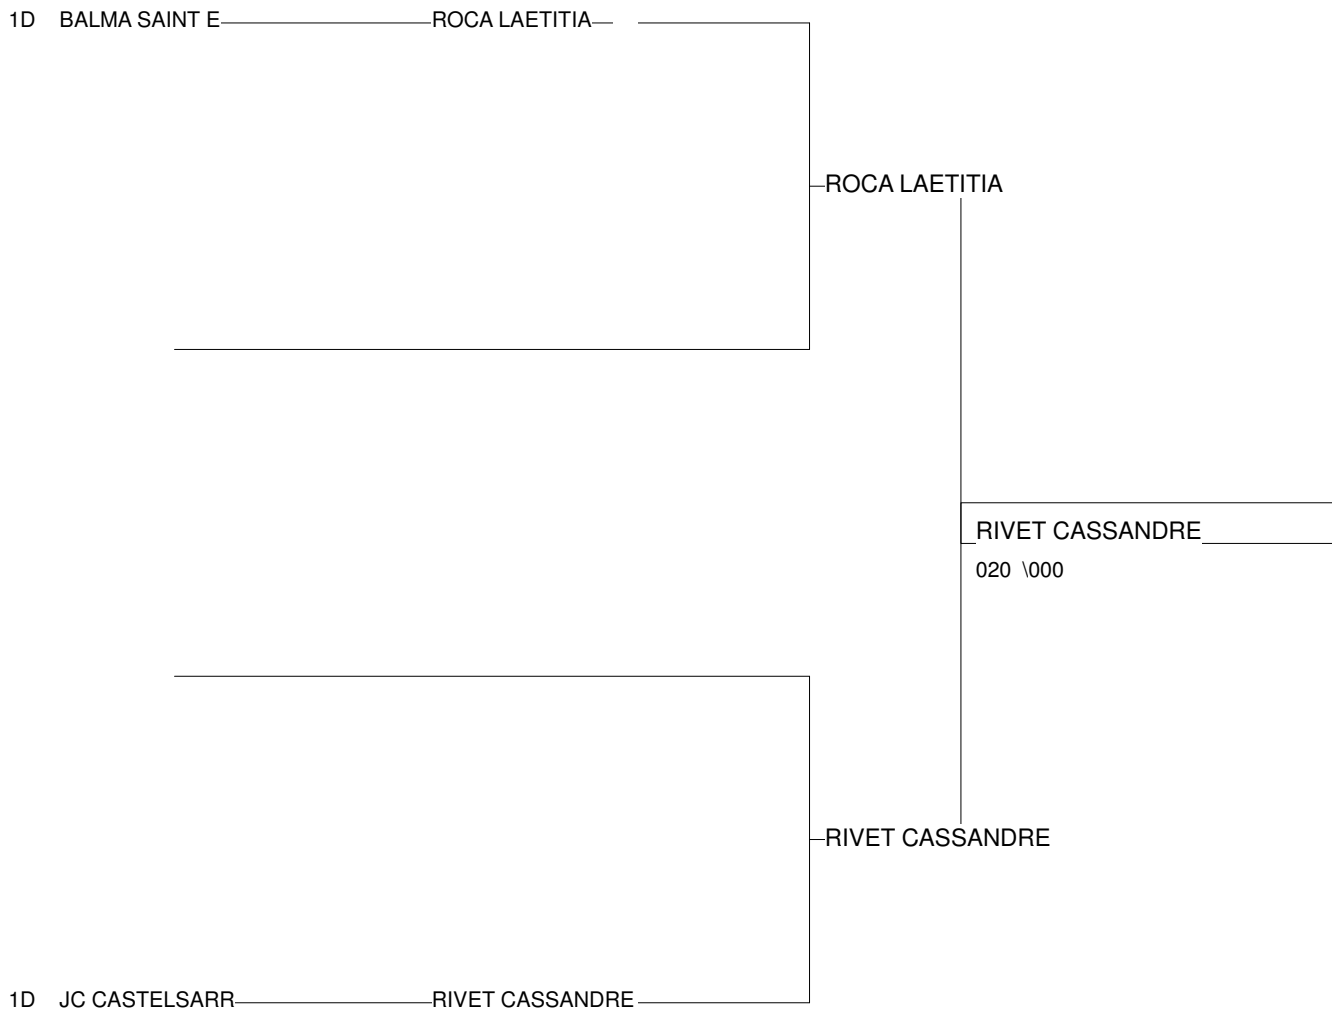 1D BALMA SAINT E ROCA LAETITIA
ROCA LAETITIA
RIVET CASSANDRE
020 \000
RIVET CASSANDRE
1D JC CASTELSARR RIVET CASSANDRE